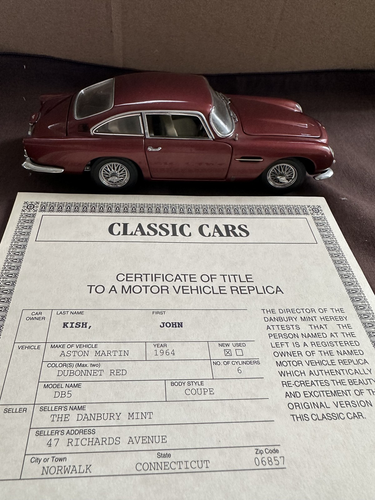 CLASSIC CARS
CERTIFICATE OF TITLE
TO A MOTOR VEHICLE REPLICA
CAR OWNER
LAST NAME
FIRST
KISH,
JOHN
VEHICLE
MAKE OF VEHICLE
YEAR
NEW USED
ASTON MARTIN
1964
☒ ☐
COLOR(S) (Max. two)
NO. OF CYLINDERS
DUBONNET RED
6
MODEL NAME
BODY STYLE
DB5
COUPE
SELLER
SELLER'S NAME
THE DANBURY MINT
SELLER'S ADDRESS
47 RICHARDS AVENUE
City or Town
State
Zip Code
NORWALK
CONNECTICUT
06857
THE DIRECTOR OF THE
DANBURY MINT HEREBY
ATTESTS THAT THE
PERSON NAMED AT THE
LEFT IS A REGISTERED
OWNER OF THE NAMED
MOTOR VEHICLE REPLICA
WHICH AUTHENTICALLY
RE-CREATES THE BEAUTY
AND EXCITEMENT OF THE
ORIGINAL VERSION
THIS CLASSIC CAR.